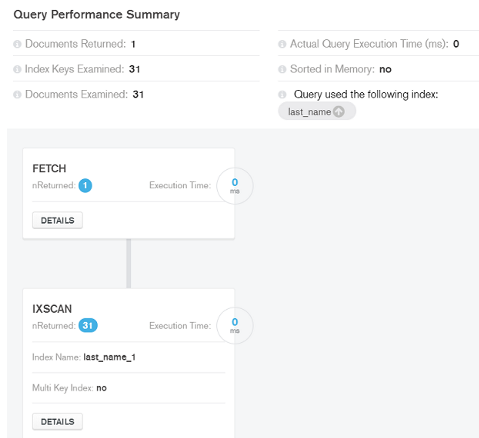 Query Performance Summary
Documents Returned: 1
Index Keys Examined: 31
Documents Examined: 31
Actual Query Execution Time (ms): 0
Sorted in Memory: no
Query used the following index:
last_name
FETCH
nReturned: 1 Execution Time: 0 ms
DETAILS
IXSCAN
nReturned: 31 Execution Time: 0 ms
Index Name: last_name_1
Multi Key Index: no
DETAILS